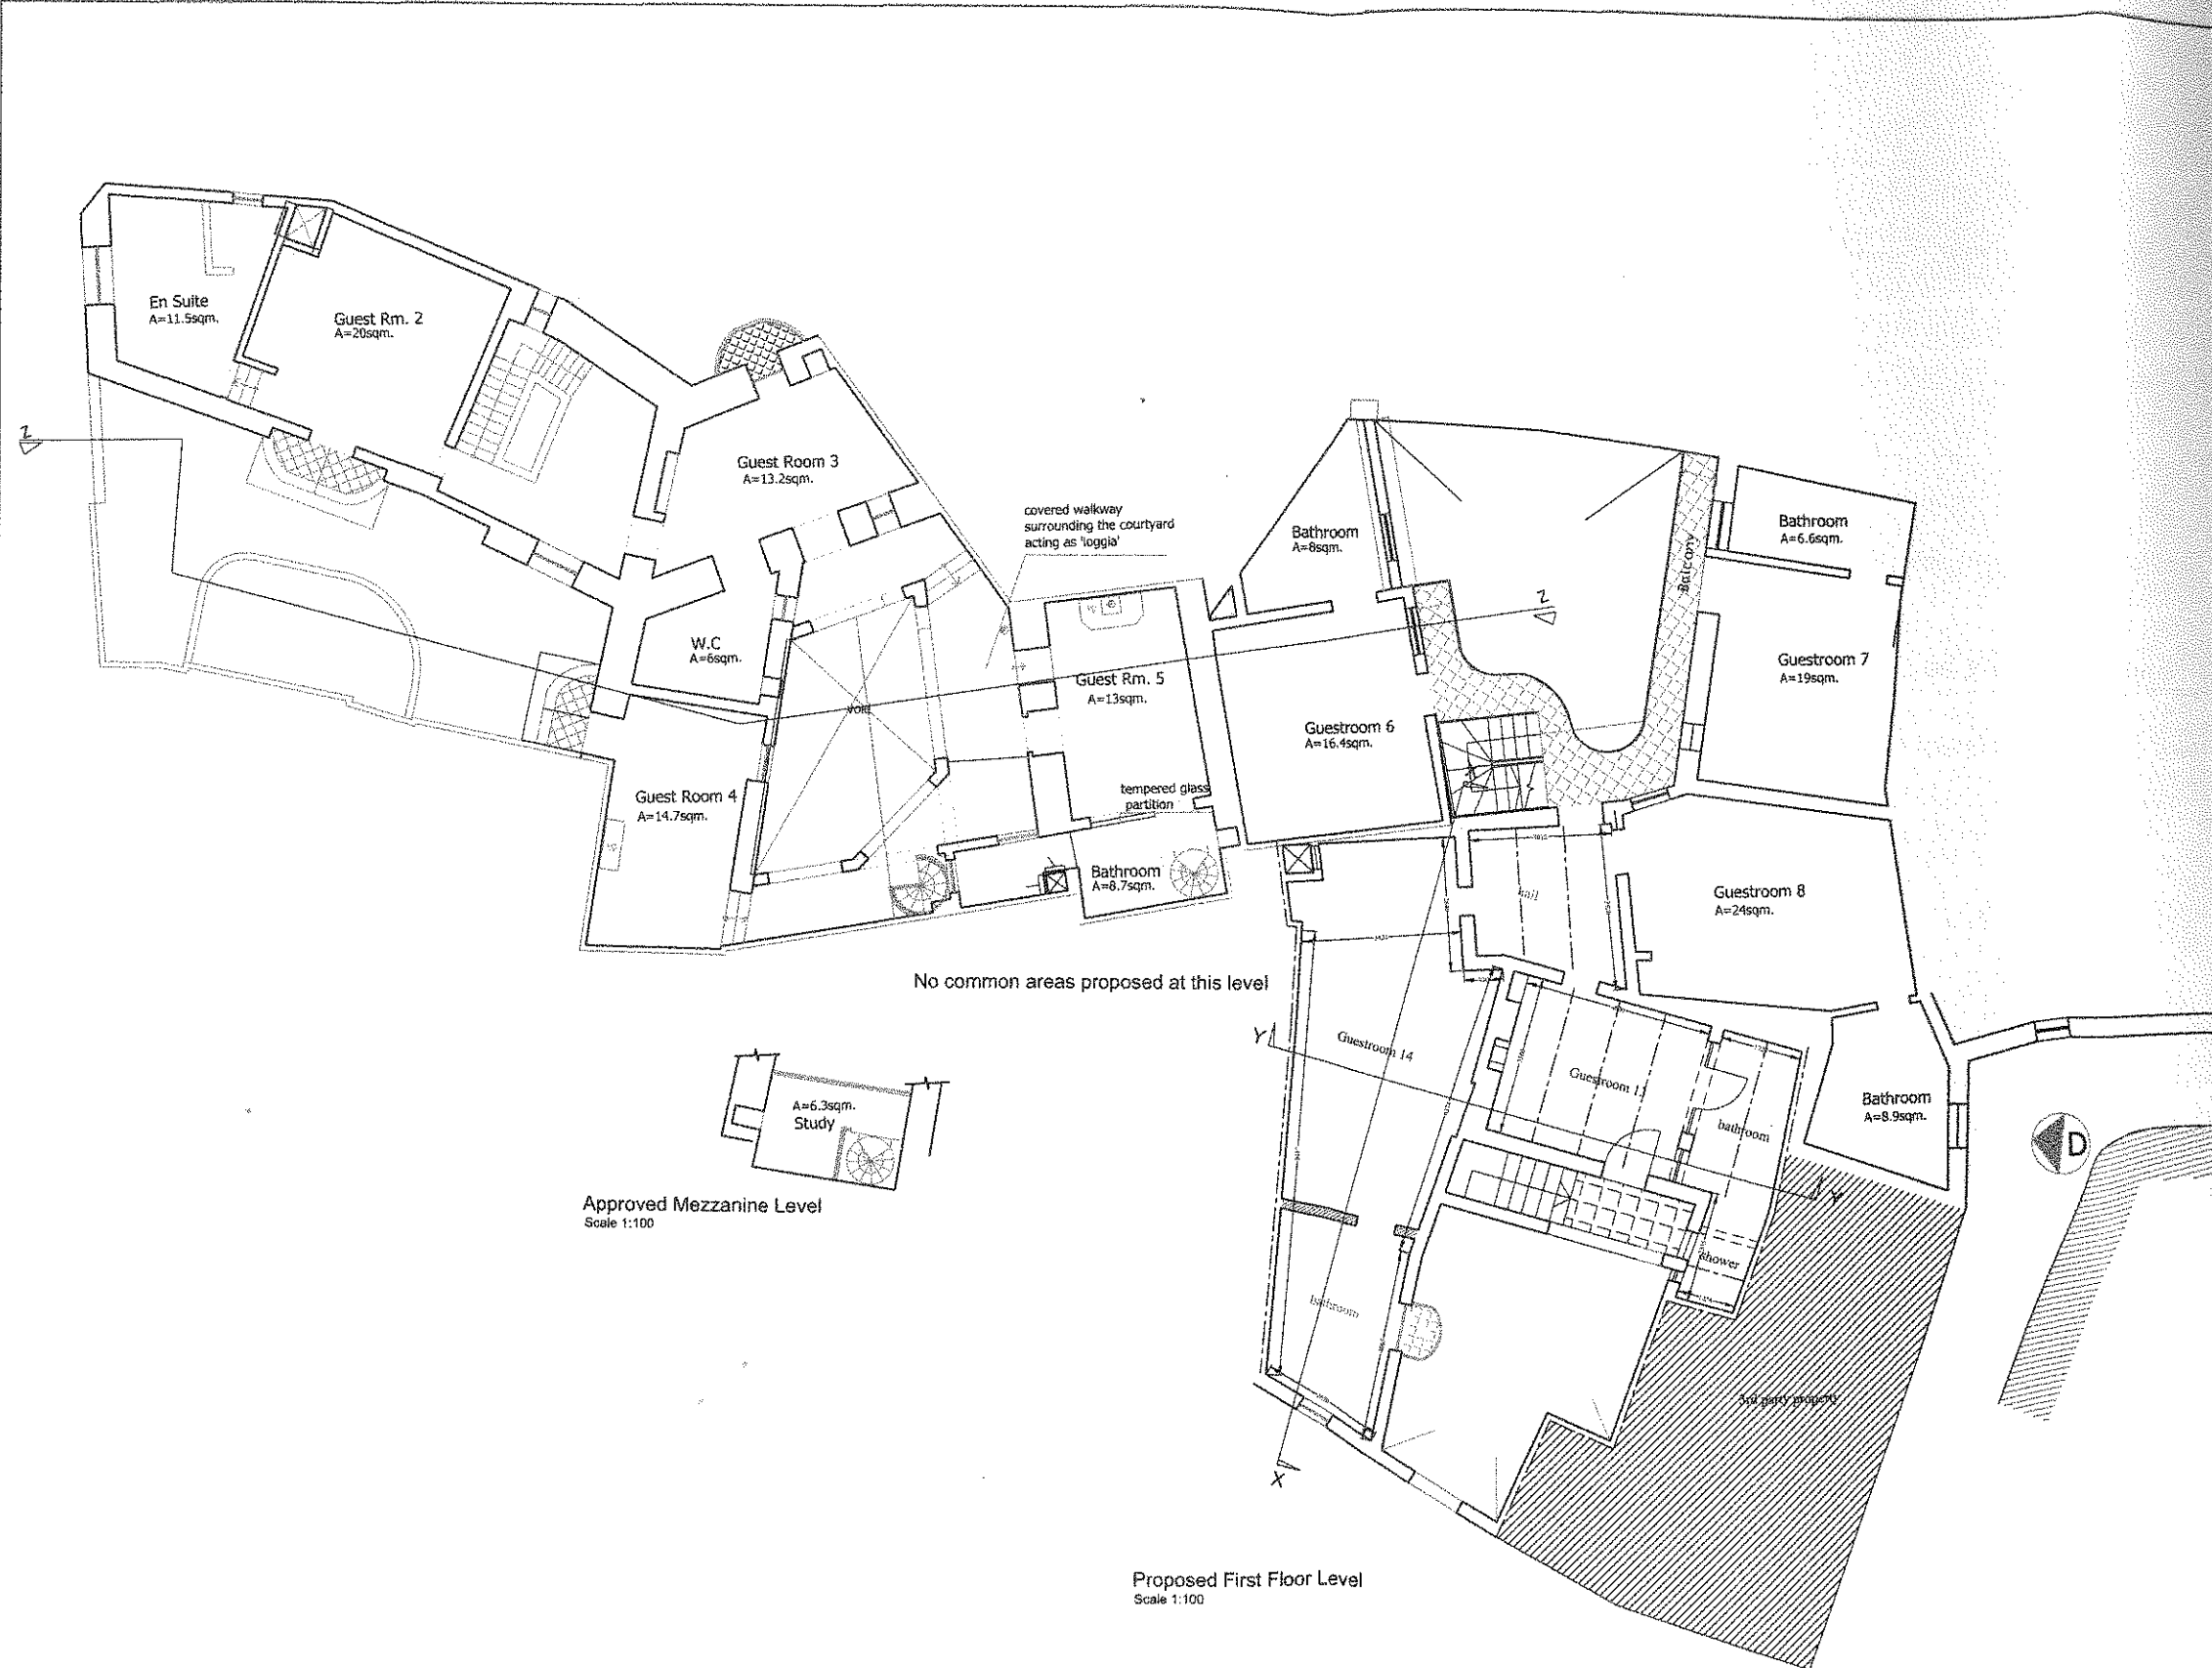 En Suite
A=11.5sqm.
Guest Rm. 2
A=20sqm.
Z
Guest Room 3
A=13.2sqm.
covered walkway
surrounding the courtyard
acting as 'loggia'
Bathroom
A=8sqm.
Balcony
Bathroom
A=6.6sqm.
Z
W.C
A=6sqm.
Guest Rm. 5
A=13sqm.
Guestroom 7
A=19sqm.
Guestroom 6
A=16.4sqm.
Guest Room 4
A=14.7sqm.
tempered glass
partition
Bathroom
A=8.7sqm.
Guestroom 8
A=24sqm.
No common areas proposed at this level
Y
Guestroom 14
bathroom
Bathroom
A=8.9sqm.
D
A=6.3sqm.
Study
Approved Mezzanine Level
Scale 1:100
Y
shower
bathroom
3rd party property
X
Proposed First Floor Level
Scale 1:100